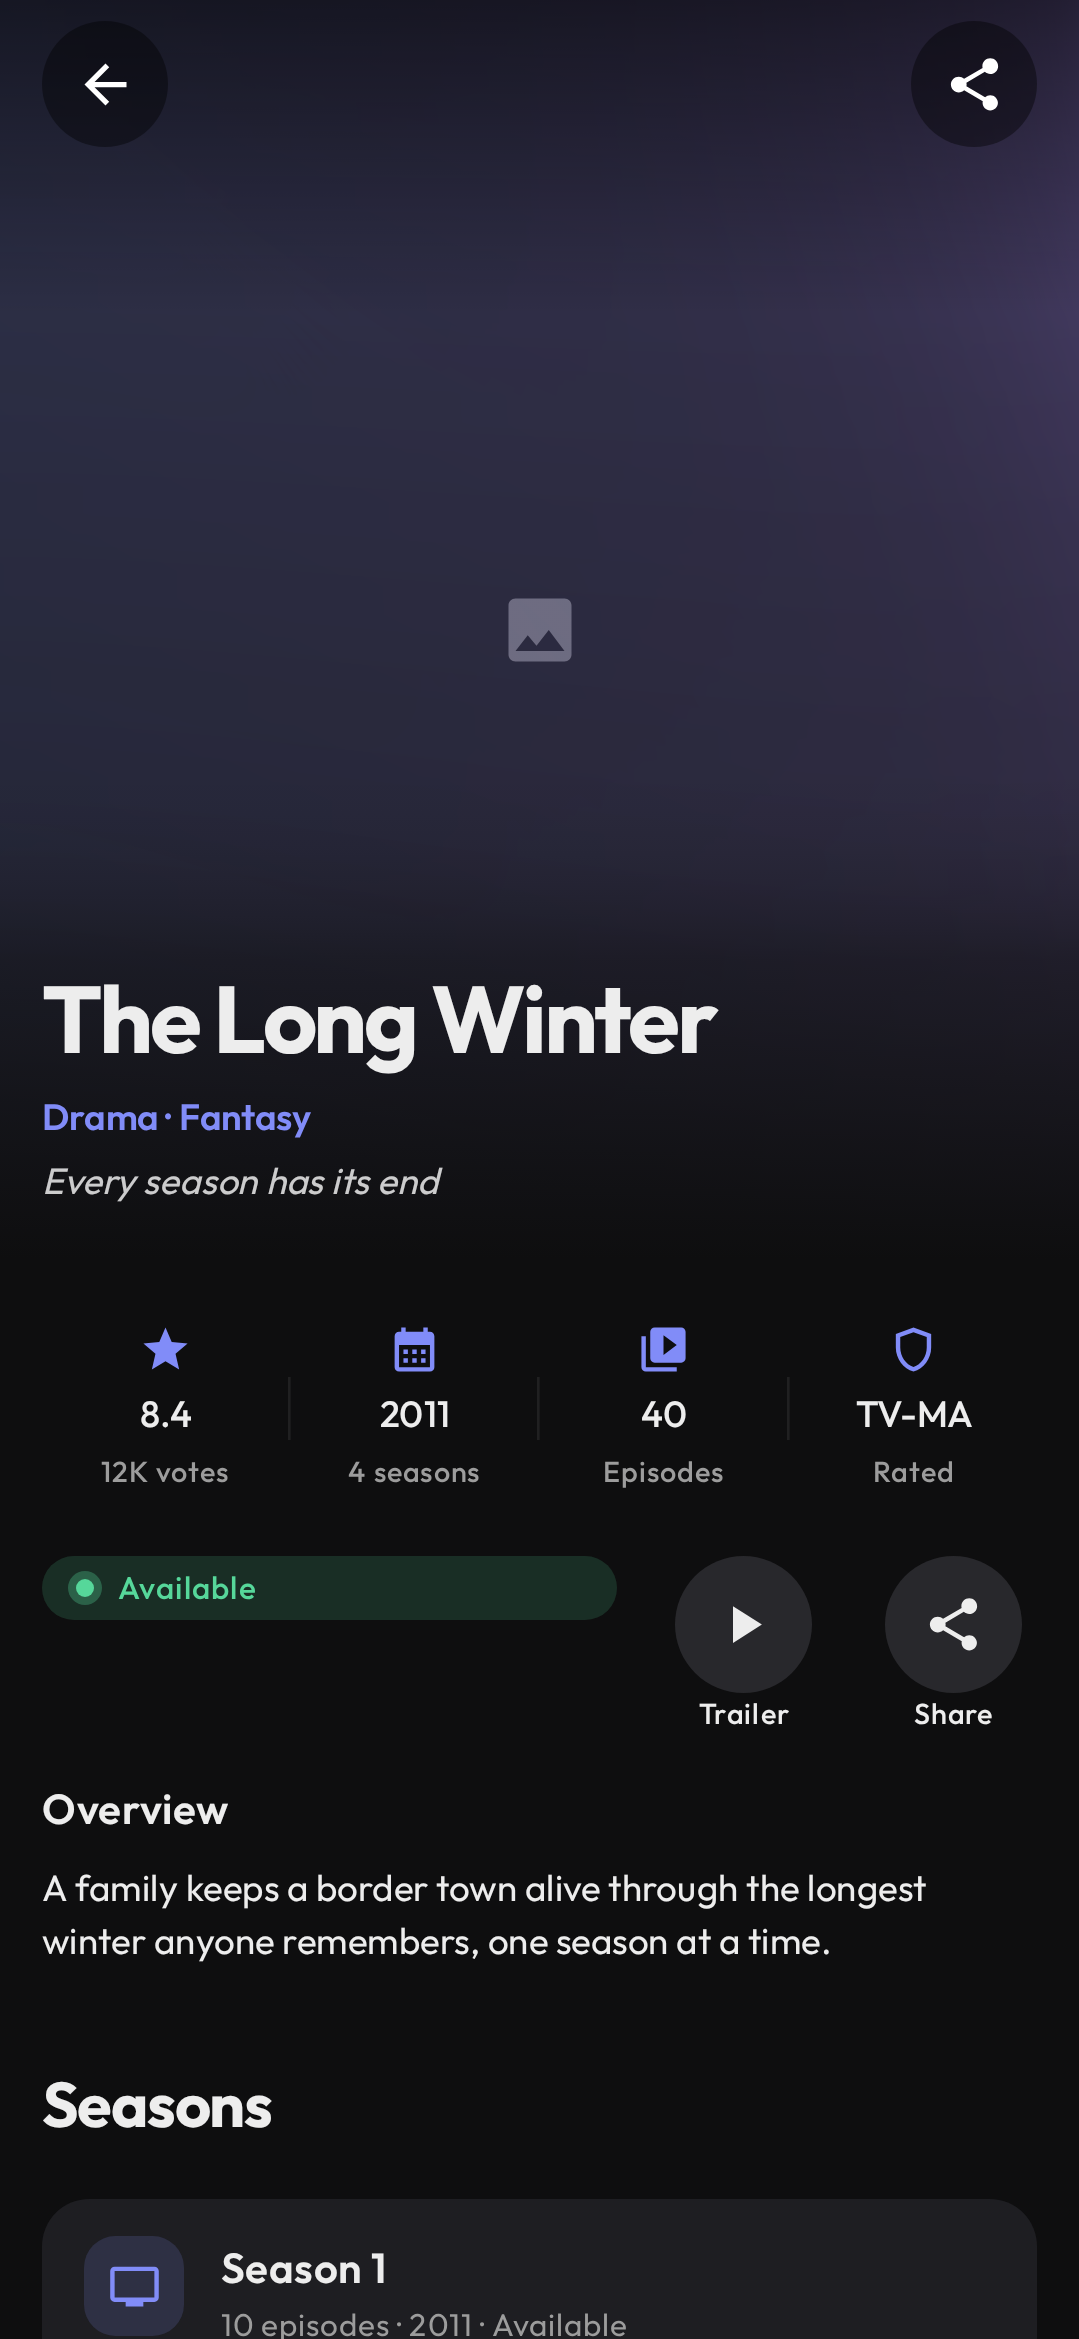 The Long Winter
Drama · Fantasy
Every season has its end
8.4
2011
40
TV-MA
12K votes
4 seasons
Episodes
Rated
Available
Trailer
Share
Overview
A family keeps a border town alive through the longest
winter anyone remembers, one season at a time.
Seasons
Season 1
10 episodes · 2011 · Available